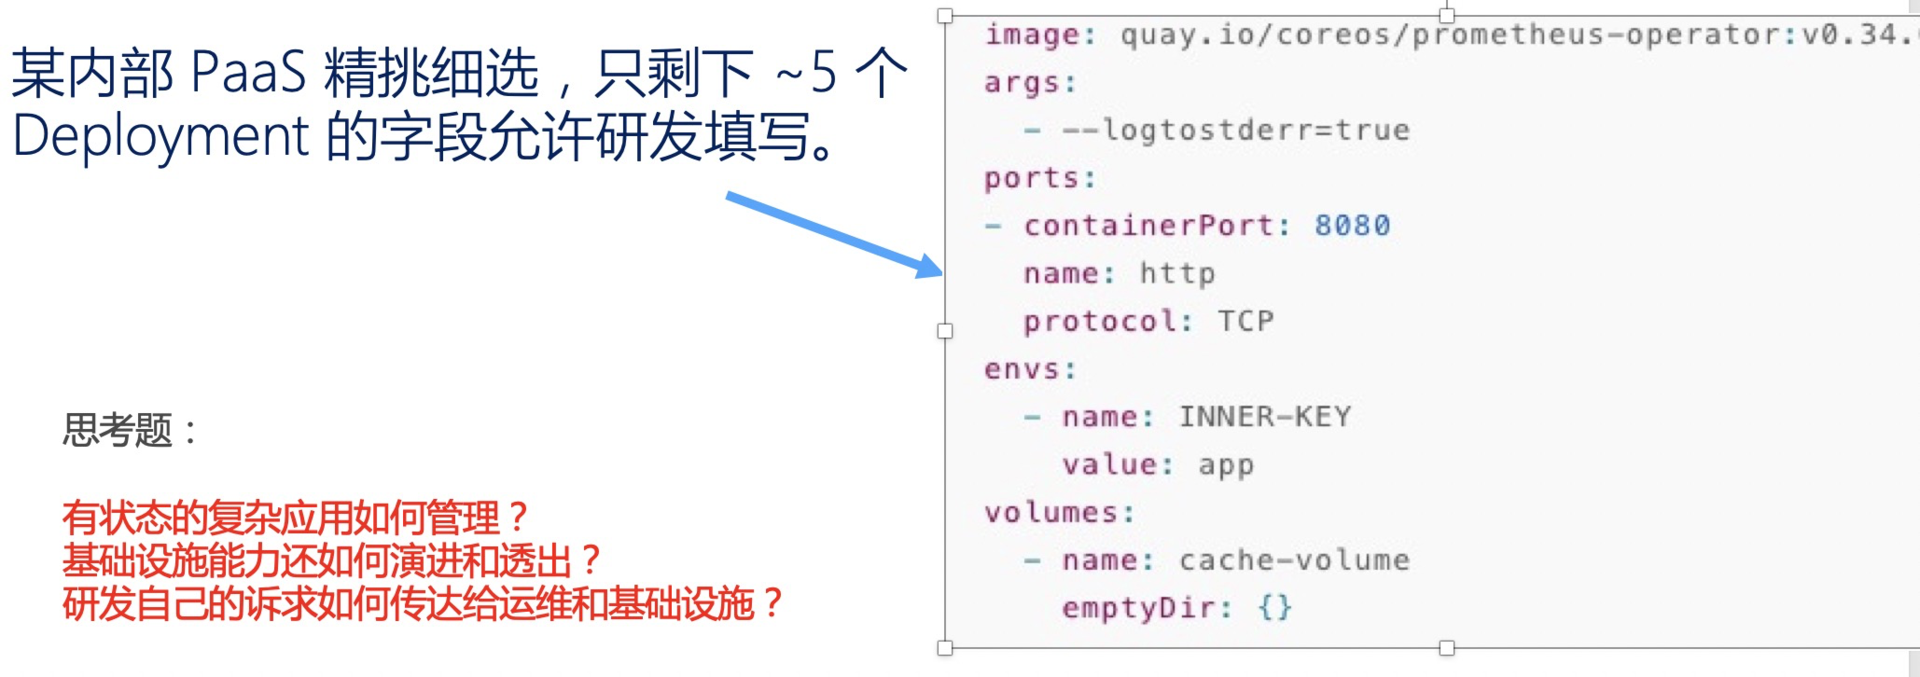 某内部 PaaS 精挑细选，只剩下 ~5 个
Deployment 的字段允许研发填写。
思考题：
有状态的复杂应用如何管理？
基础设施能力还如何演进和透出？
研发自己的诉求如何传达给运维和基础设施？
image: quay.io/coreos/prometheus-operator:v0.34.
args:
- --logtostderr=true
ports:
- containerPort: 8080
name: http
protocol: TCP
envs:
- name: INNER-KEY
value: app
volumes:
- name: cache-volume
emptyDir: {}